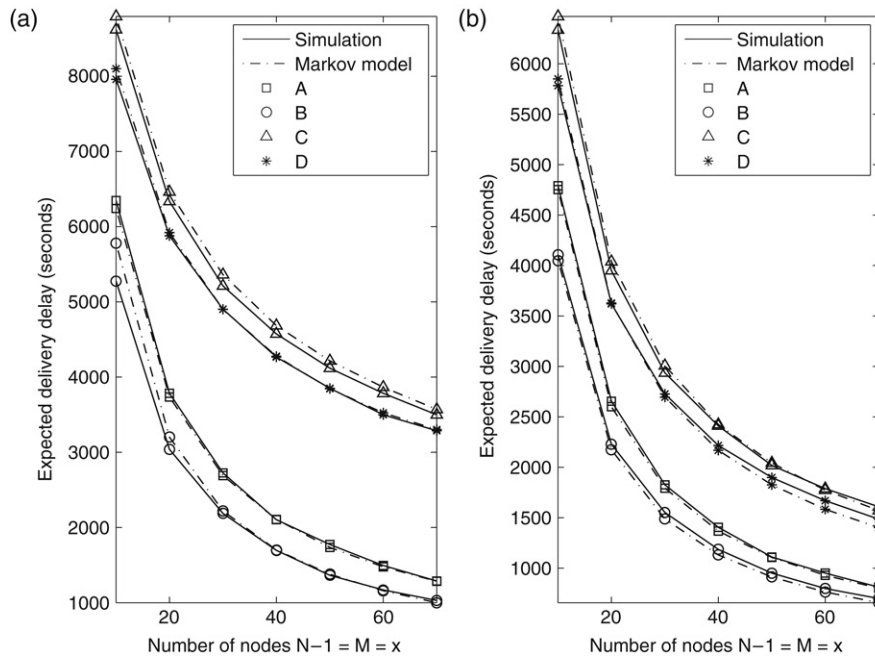 (a)
Expected delivery delay (seconds)
8000
7000
6000
5000
4000
3000
2000
1000
20
40
60
Number of nodes N−1 = M = x
Simulation
Markov model
A
B
C
D
(b)
Expected delivery delay (seconds)
6000
5500
5000
4500
4000
3500
3000
2500
2000
1500
1000
20
40
60
Number of nodes N−1 = M = x
Simulation
Markov model
A
B
C
D